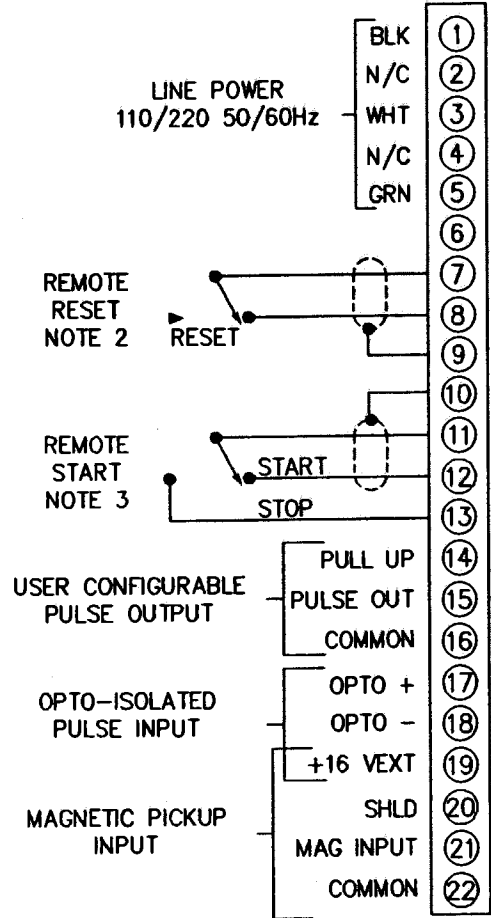 BLK 1
LINE POWER
110/220 50/60Hz
N/C 2
WHT 3
N/C 4
GRN 5
6
7
REMOTE
RESET
NOTE 2
RESET
8
9
10
11
REMOTE
START
NOTE 3
START 12
STOP 13
USER CONFIGURABLE
PULSE OUTPUT
PULL UP 14
PULSE OUT 15
COMMON 16
OPTO-ISOLATED
PULSE INPUT
OPTO + 17
OPTO - 18
+16 VEXT 19
MAGNETIC PICKUP
INPUT
SHLD 20
MAG INPUT 21
COMMON 22